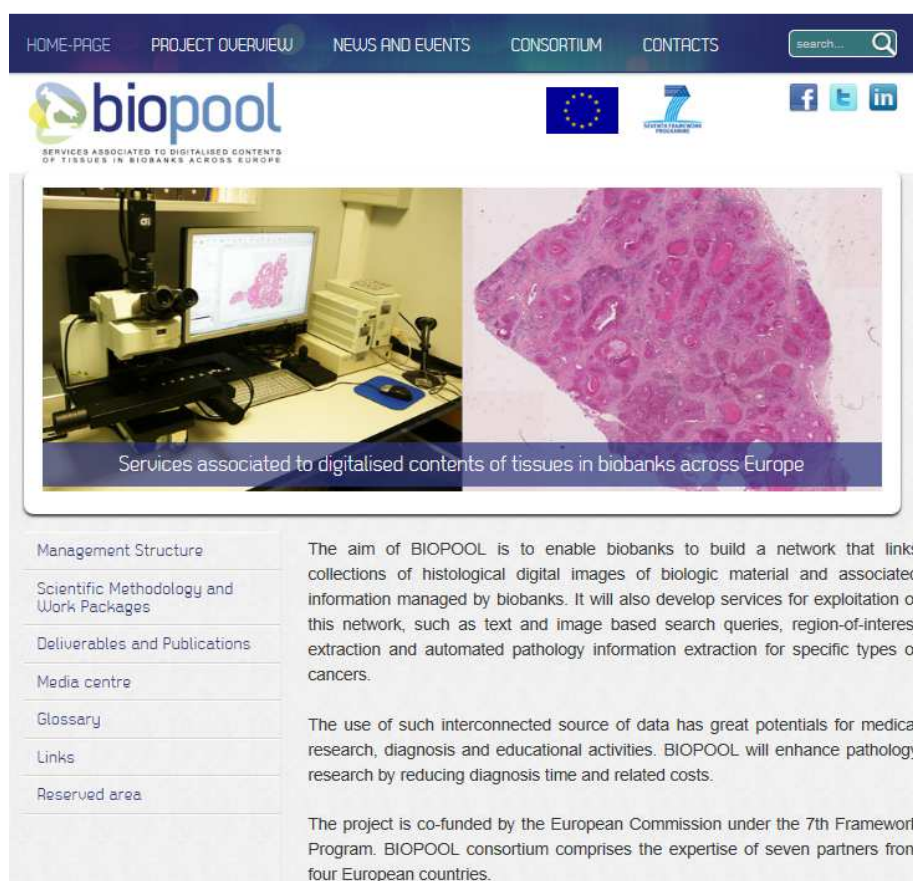 HOME-PAGE PROJECT OVERVIEW NEWS AND EVENTS CONSORTIUM CONTACTS search...
biopool
SERVICES ASSOCIATED TO DIGITALISED CONTENTS
OF TISSUES IN BIOBANKS ACROSS EUROPE
7
SEVENTH FRAMEWORK
PROGRAMME
f t in
Services associated to digitalised contents of tissues in biobanks across Europe
Management Structure
Scientific Methodology and
Work Packages
Deliverables and Publications
Media centre
Glossary
Links
Reserved area
The aim of BIOPOOL is to enable biobanks to build a network that links
collections of histological digital images of biologic material and associated
information managed by biobanks. It will also develop services for exploitation o
this network, such as text and image based search queries, region-of-interes
extraction and automated pathology information extraction for specific types o
cancers.
The use of such interconnected source of data has great potentials for medica
research, diagnosis and educational activities. BIOPOOL will enhance pathology
research by reducing diagnosis time and related costs.
The project is co-funded by the European Commission under the 7th Framework
Program. BIOPOOL consortium comprises the expertise of seven partners from
four European countries.